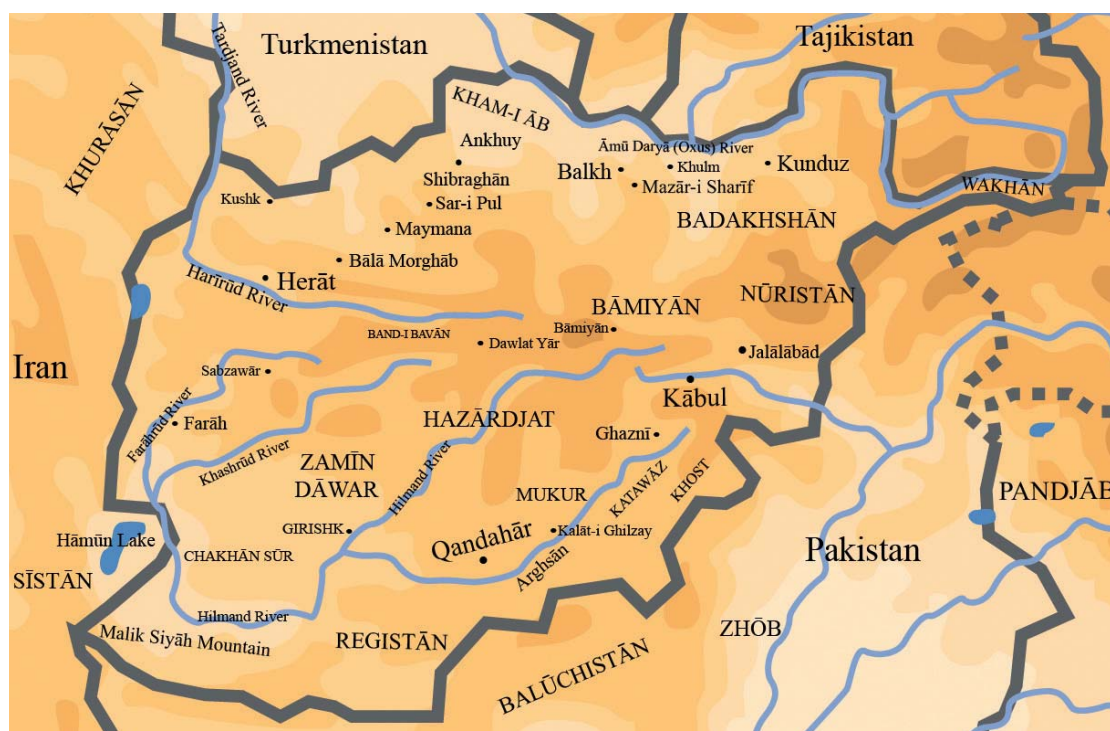 Turkmenistan
Tajikistan
Tardjand River
KHURĀSĀN
KHAM-I ĀB
Ankhuy
Āmū Daryā (Oxus) River
Balkh
Khulm
Kunduz
Shibraghān
Mazār-i Sharīf
WAKHĀN
Kushk
Sar-i Pul
BADAKHSHĀN
Maymana
Bālā Morghāb
Herāt
Harīrūd River
NŪRISTĀN
BĀMIYĀN
BAND-I BAVĀN
Bāmiyān
Dawlat Yār
Jalālābād
Iran
Sabzawār
Kābul
Farāhrūd River
Farāh
HAZĀRDJAT
Ghaznī
Khashrūd River
ZAMĪN
DĀWAR
Hilmand River
MUKUR
KATAWĀZ
KHOST
PANDJĀB
GIRISHK
Kalāt-i Ghilzay
Hāmūn Lake
CHAKHĀN SŪR
Qandahār
Arghsān
Pakistan
SĪSTĀN
Hilmand River
Malik Siyāh Mountain
REGISTĀN
ZHŌB
BALŪCHISTĀN